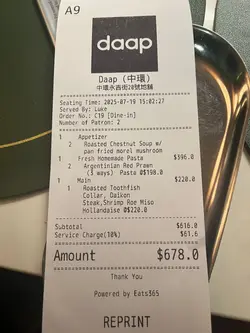 A9
daap
Daap (中環)
中環永吉街28號地舖
Seating Time: 2025-07-19 15:02:27
Served By: Luke
Order No.: C19 [Dine-in]
Number of Patron: 2
1 Appetizer
2 Roasted Chestnut Soup w/
pan fried morel mushroom
1 Fresh Homemade Pasta $396.0
2 Argentinian Red Prawn
(3 ways) Pasta @$198.0
1 Main $220.0
1 Roasted Toothfish
Collar, Daikon
Steak,Shrimp Roe Miso
Hollandaise @$220.0
Subtotal $616.0
Service Charge(10%) $61.6
Amount $678.0
Thank You
Powered by Eats365
REPRINT